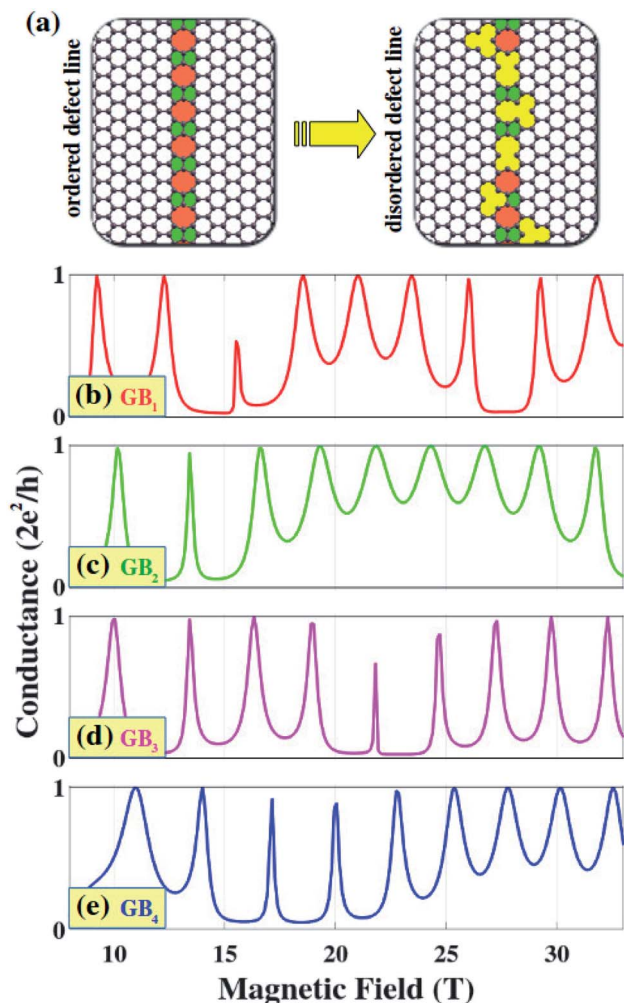 (a)
ordered defect line
disordered defect line
1
0
(b) GB₁
1
0
(c) GB₂
1
0
(d) GB₃
1
0
(e) GB₄
Conductance (2e²/h)
10 15 20 25 30
Magnetic Field (T)